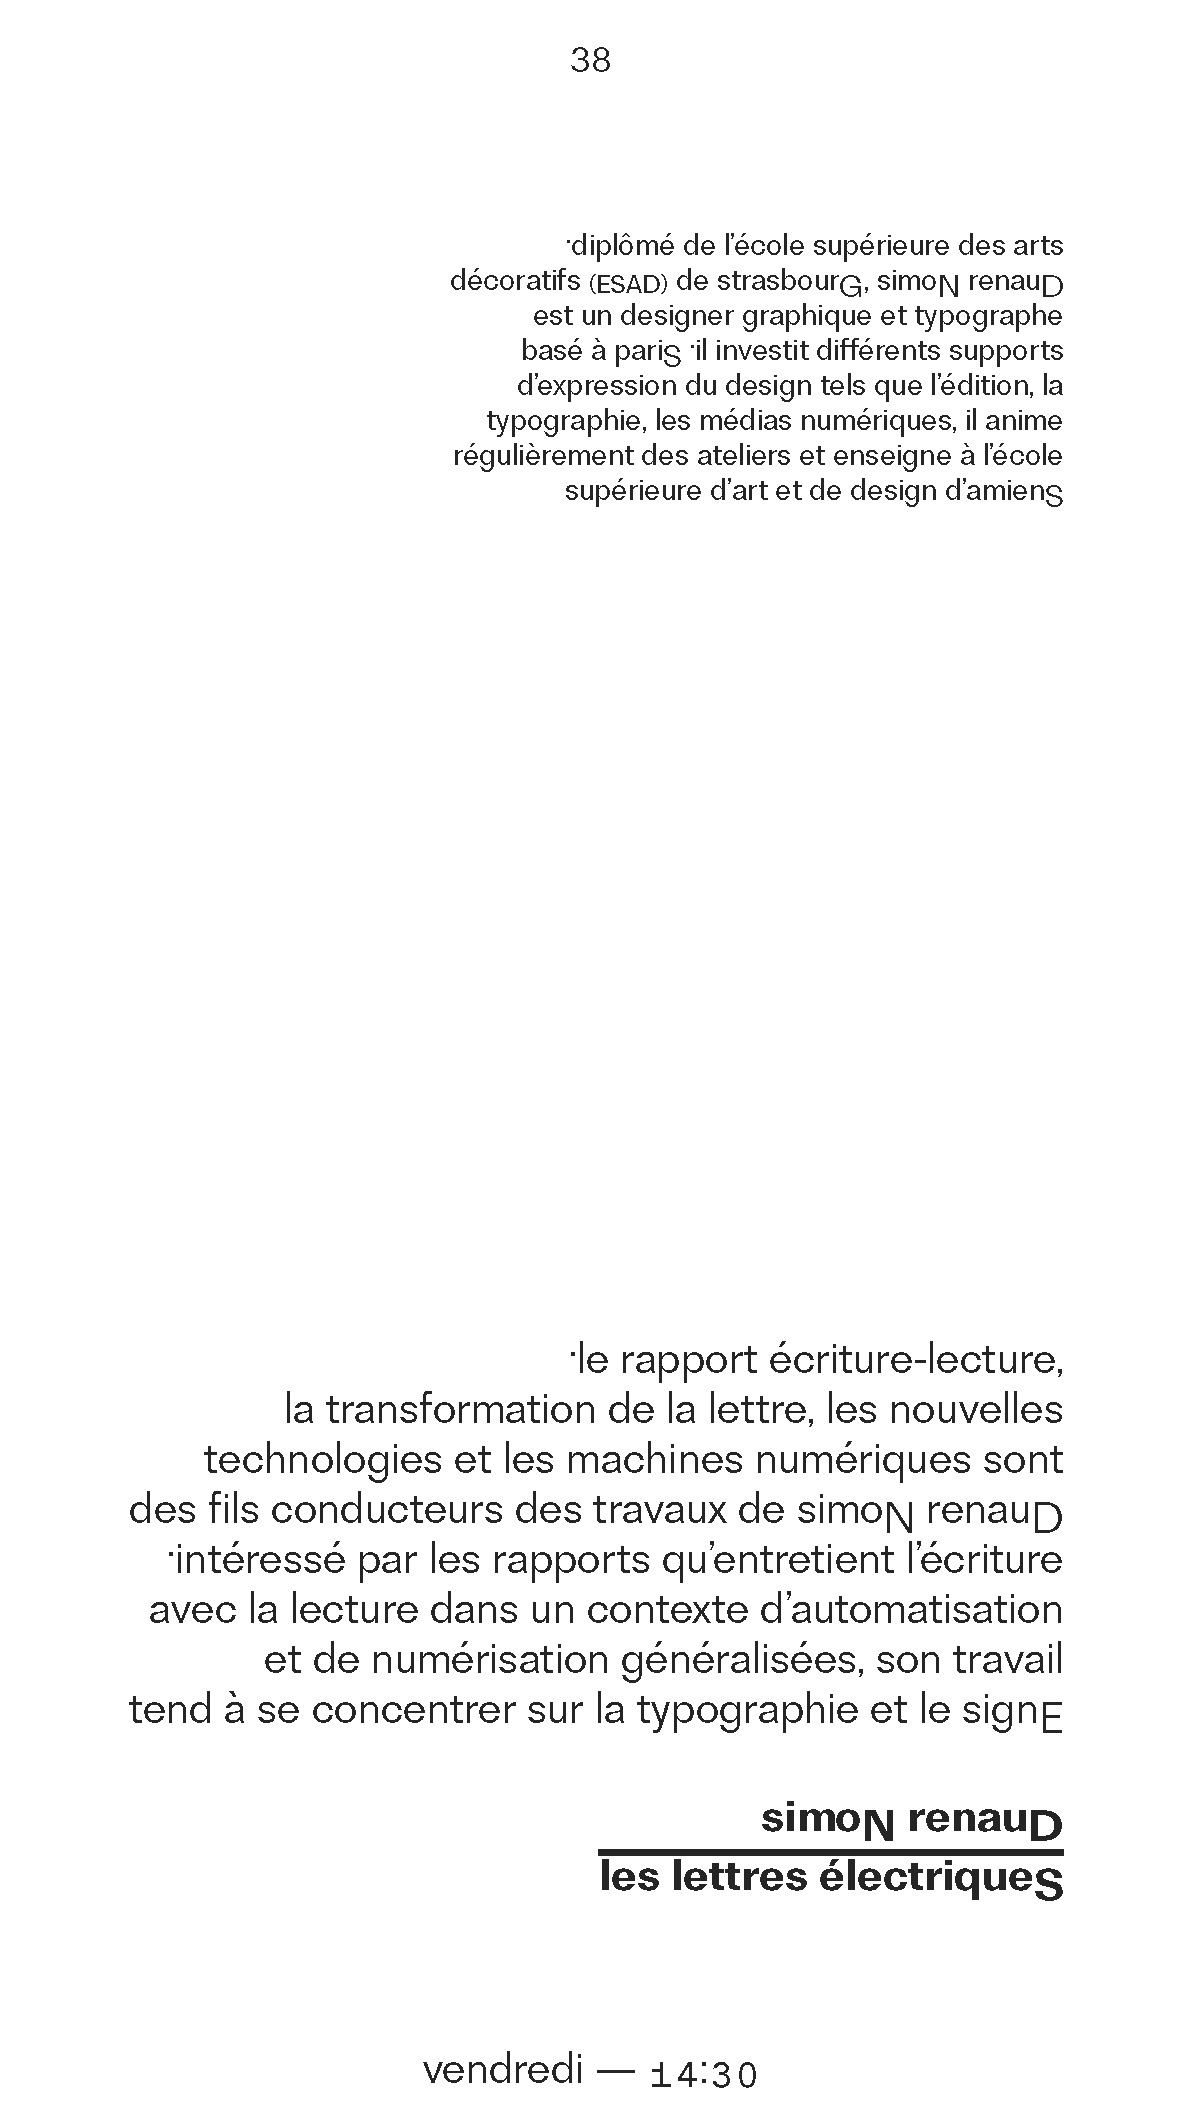 38
·diplômé de l’école supérieure des arts
décoratifs (ESAD) de strasbourG, simoN renauD
est un designer graphique et typographe
basé à pariS ·il investit différents supports
d’expression du design tels que l’édition, la
typographie, les médias numériques, il anime
régulièrement des ateliers et enseigne à l’école
supérieure d’art et de design d’amienS
·le rapport écriture-lecture,
la transformation de la lettre, les nouvelles
technologies et les machines numériques sont
des fils conducteurs des travaux de simoN renauD
·intéressé par les rapports qu’entretient l’écriture
avec la lecture dans un contexte d’automatisation
et de numérisation généralisées, son travail
tend à se concentrer sur la typographie et le signE
simoN renauD
les lettres électriqueS
vendredi — 14:30